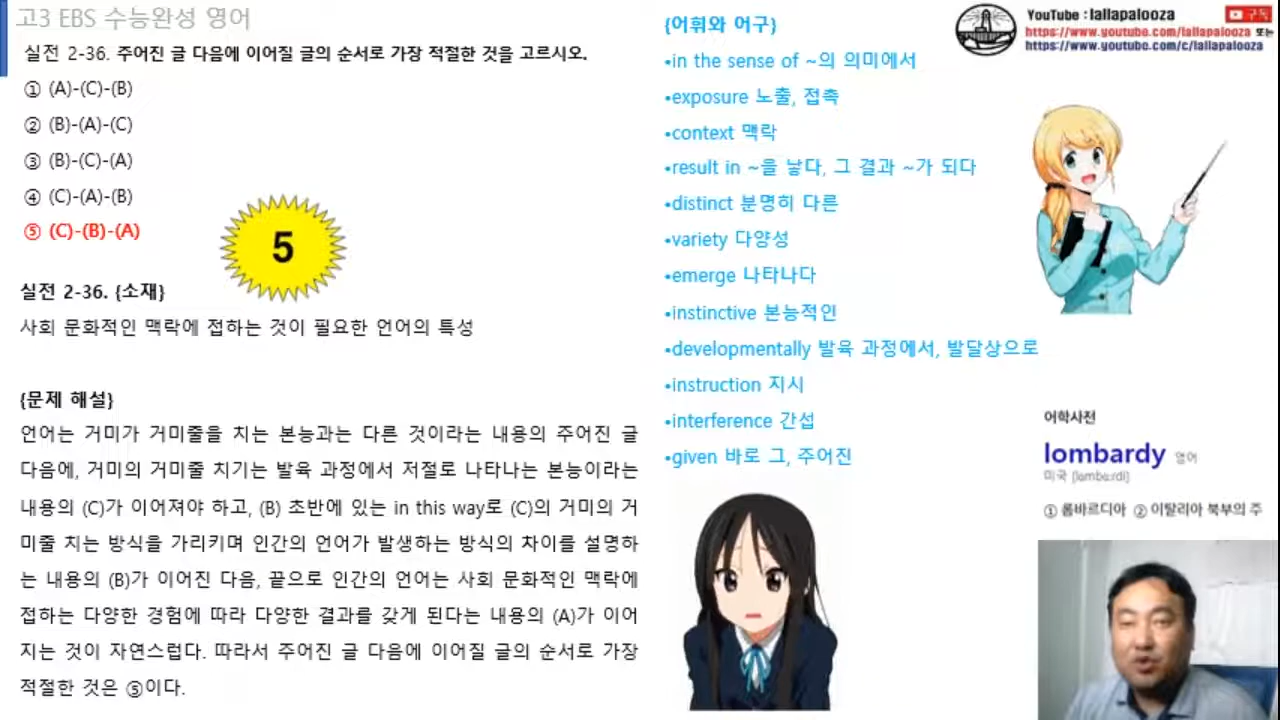 고3 EBS 수능완성 영어
실전 2-36. 주어진 글 다음에 이어질 글의 순서로 가장 적절한 것을 고르시오.
① (A)-(C)-(B)
② (B)-(A)-(C)
③ (B)-(C)-(A)
④ (C)-(A)-(B)
⑤ (C)-(B)-(A)
5
실전 2-36. {소재}
사회 문화적인 맥락에 접하는 것이 필요한 언어의 특성
{문제 해설}
언어는 거미가 거미줄을 치는 본능과는 다른 것이라는 내용의 주어진 글
다음에, 거미의 거미줄 치기는 발육 과정에서 저절로 나타나는 본능이라는
내용의 (C)가 이어져야 하고, (B) 초반에 있는 in this way로 (C)의 거미의 거
미줄 치는 방식을 가리키며 인간의 언어가 발생하는 방식의 차이를 설명하
는 내용의 (B)가 이어진 다음, 끝으로 인간의 언어는 사회 문화적인 맥락에
접하는 다양한 경험에 따라 다양한 결과를 갖게 된다는 내용의 (A)가 이어
지는 것이 자연스럽다. 따라서 주어진 글 다음에 이어질 글의 순서로 가장
적절한 것은 ⑤이다.
{어휘와 어구}
•in the sense of ~의 의미에서
•exposure 노출, 접촉
•context 맥락
•result in ~을 낳다, 그 결과 ~가 되다
•distinct 분명히 다른
•variety 다양성
•emerge 나타나다
•instinctive 본능적인
•developmentally 발육 과정에서, 발달상으로
•instruction 지시
•interference 간섭
•given 바로 그, 주어진
YouTube : lallapalooza
구독
https://www.youtube.com/lallapalooza 또는
https://www.youtube.com/c/lallapalooza
어학사전
lombardy 영어
미국 [lámbə:rdi]
① 롬바르디아 ② 이탈리아 북부의 주